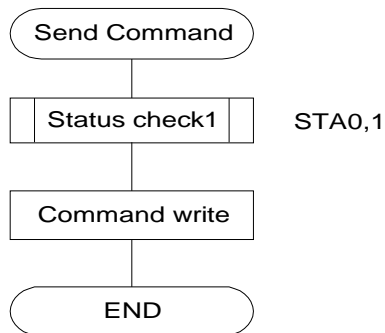 Send Command
Status check1 STA0,1
Command write
END